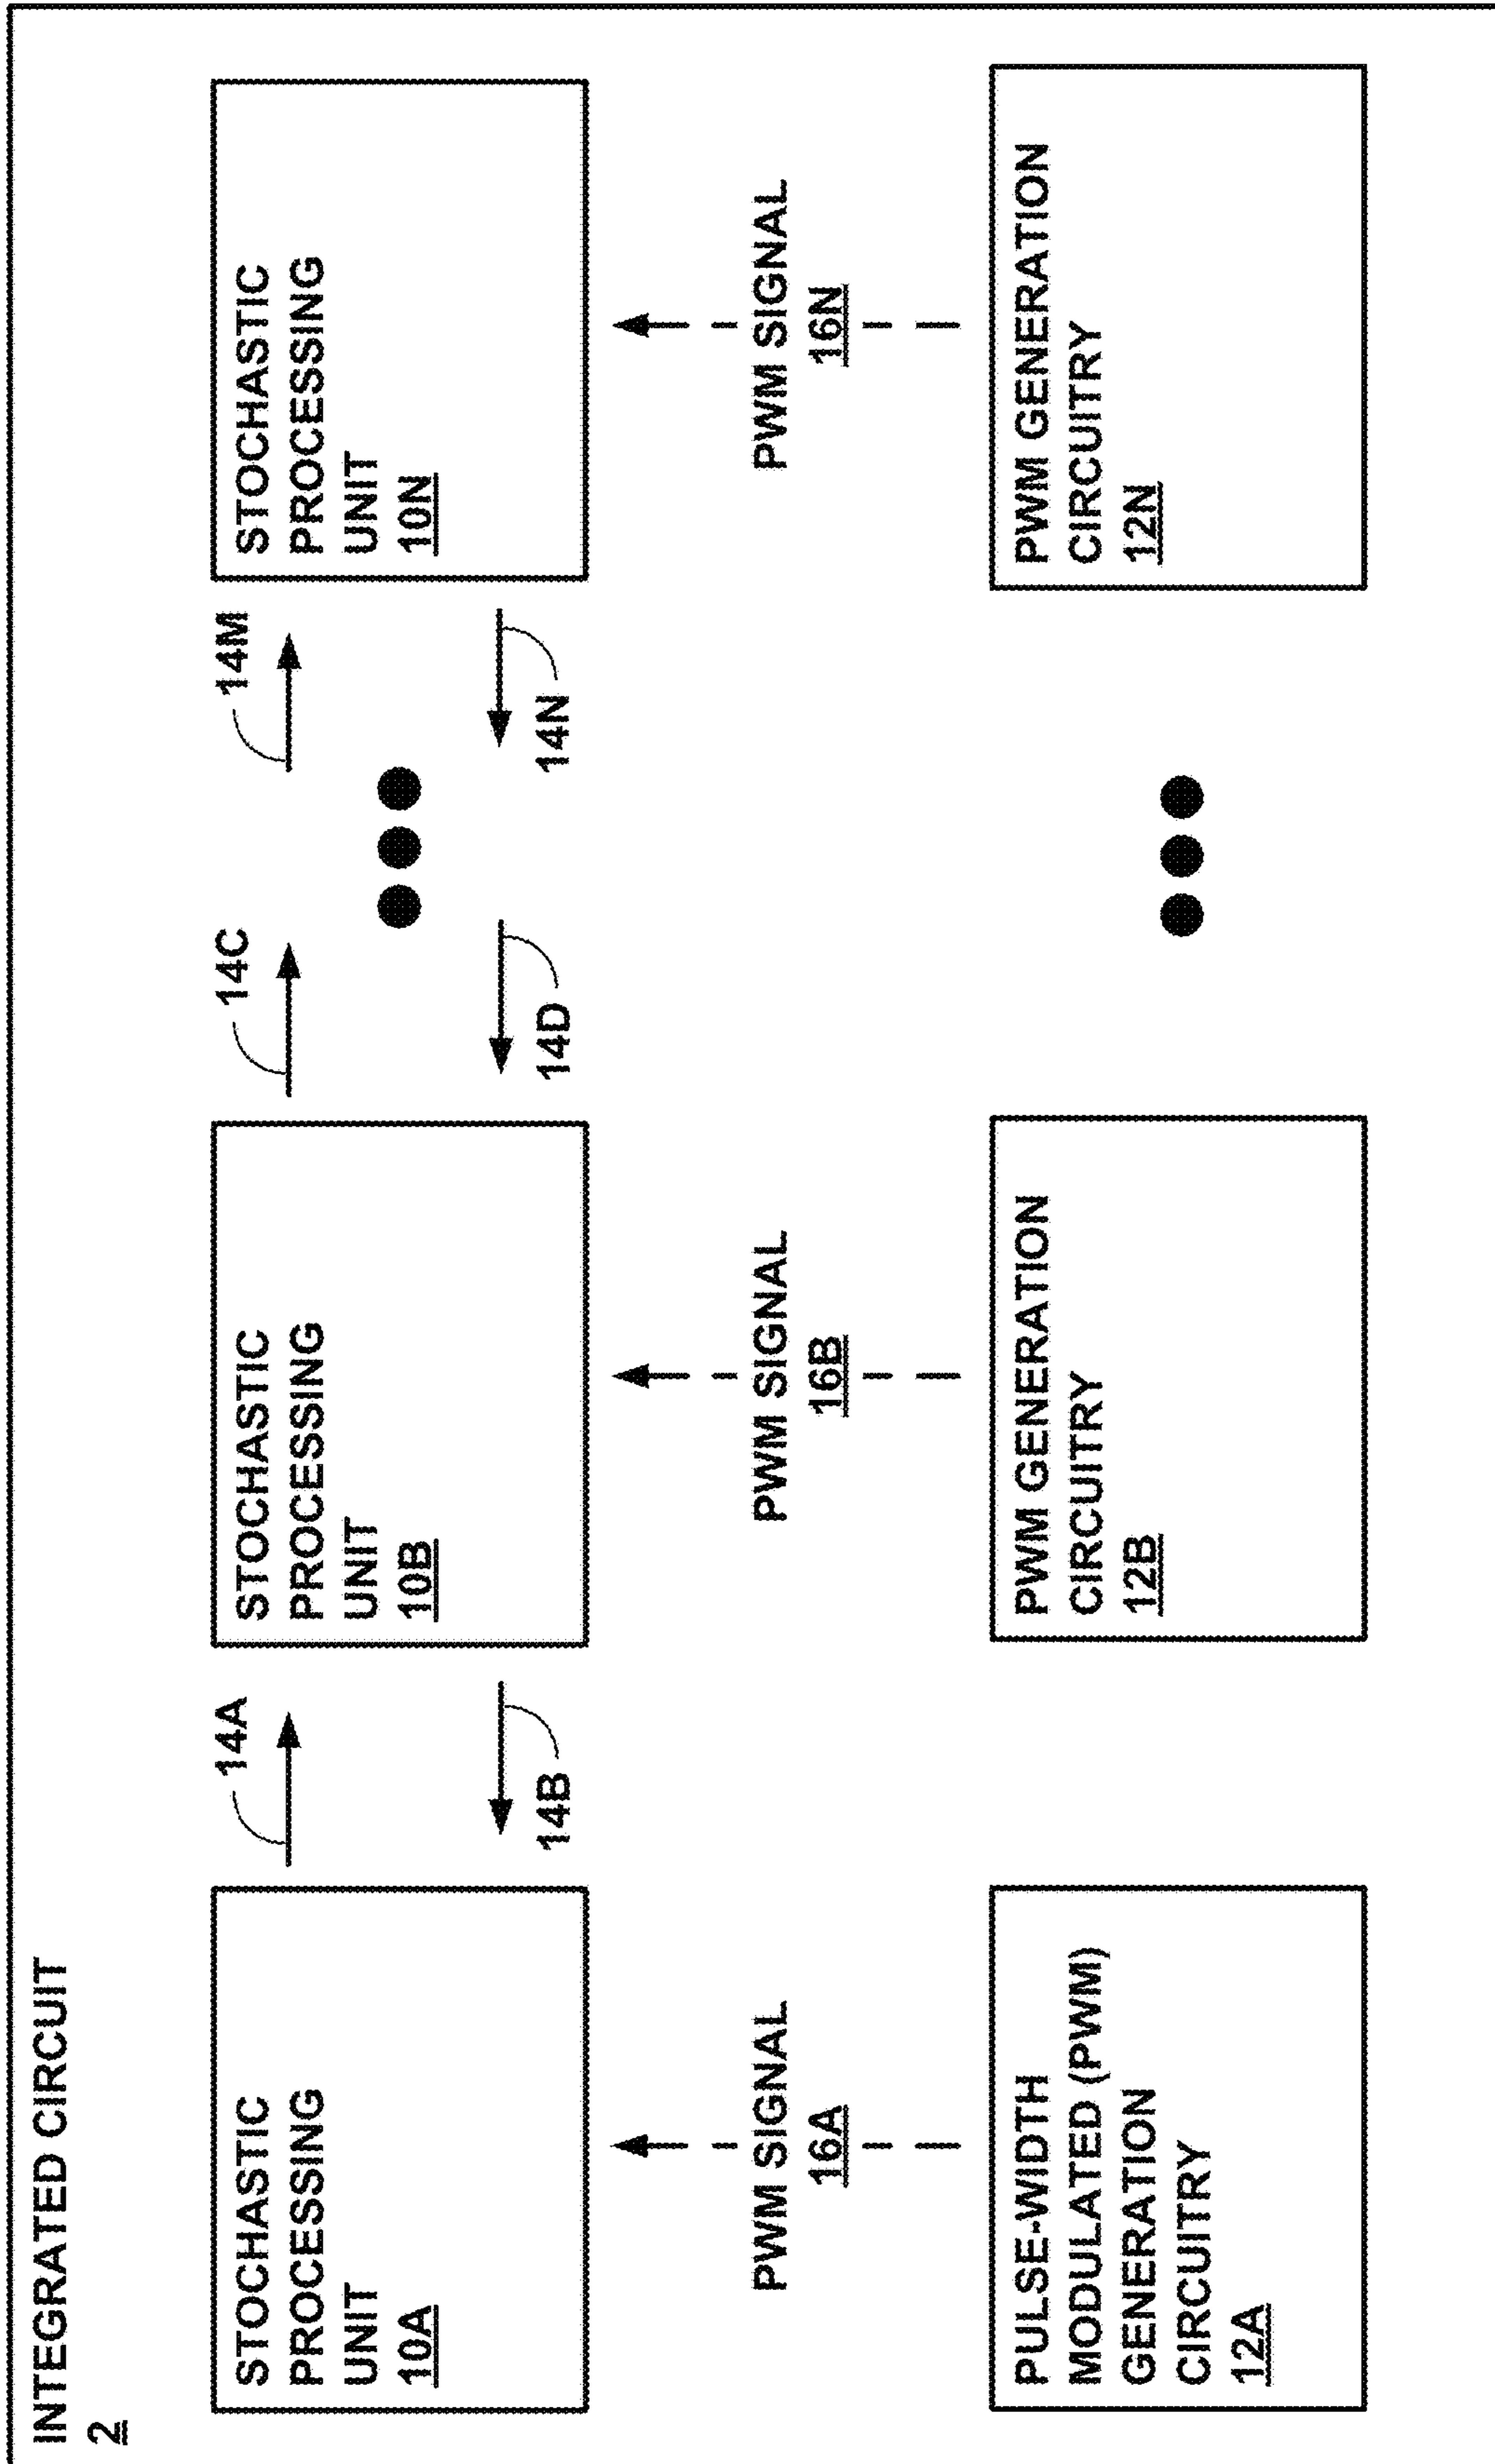 INTEGRATED CIRCUIT
2
STOCHASTIC
PROCESSING
UNIT
10A
14A
14B
STOCHASTIC
PROCESSING
UNIT
10B
14C
14D
14M
14N
STOCHASTIC
PROCESSING
UNIT
10N
PWM SIGNAL
16A
PWM SIGNAL
16B
PWM SIGNAL
16N
PULSE-WIDTH
MODULATED (PWM)
GENERATION
CIRCUITRY
12A
PWM GENERATION
CIRCUITRY
12B
PWM GENERATION
CIRCUITRY
12N